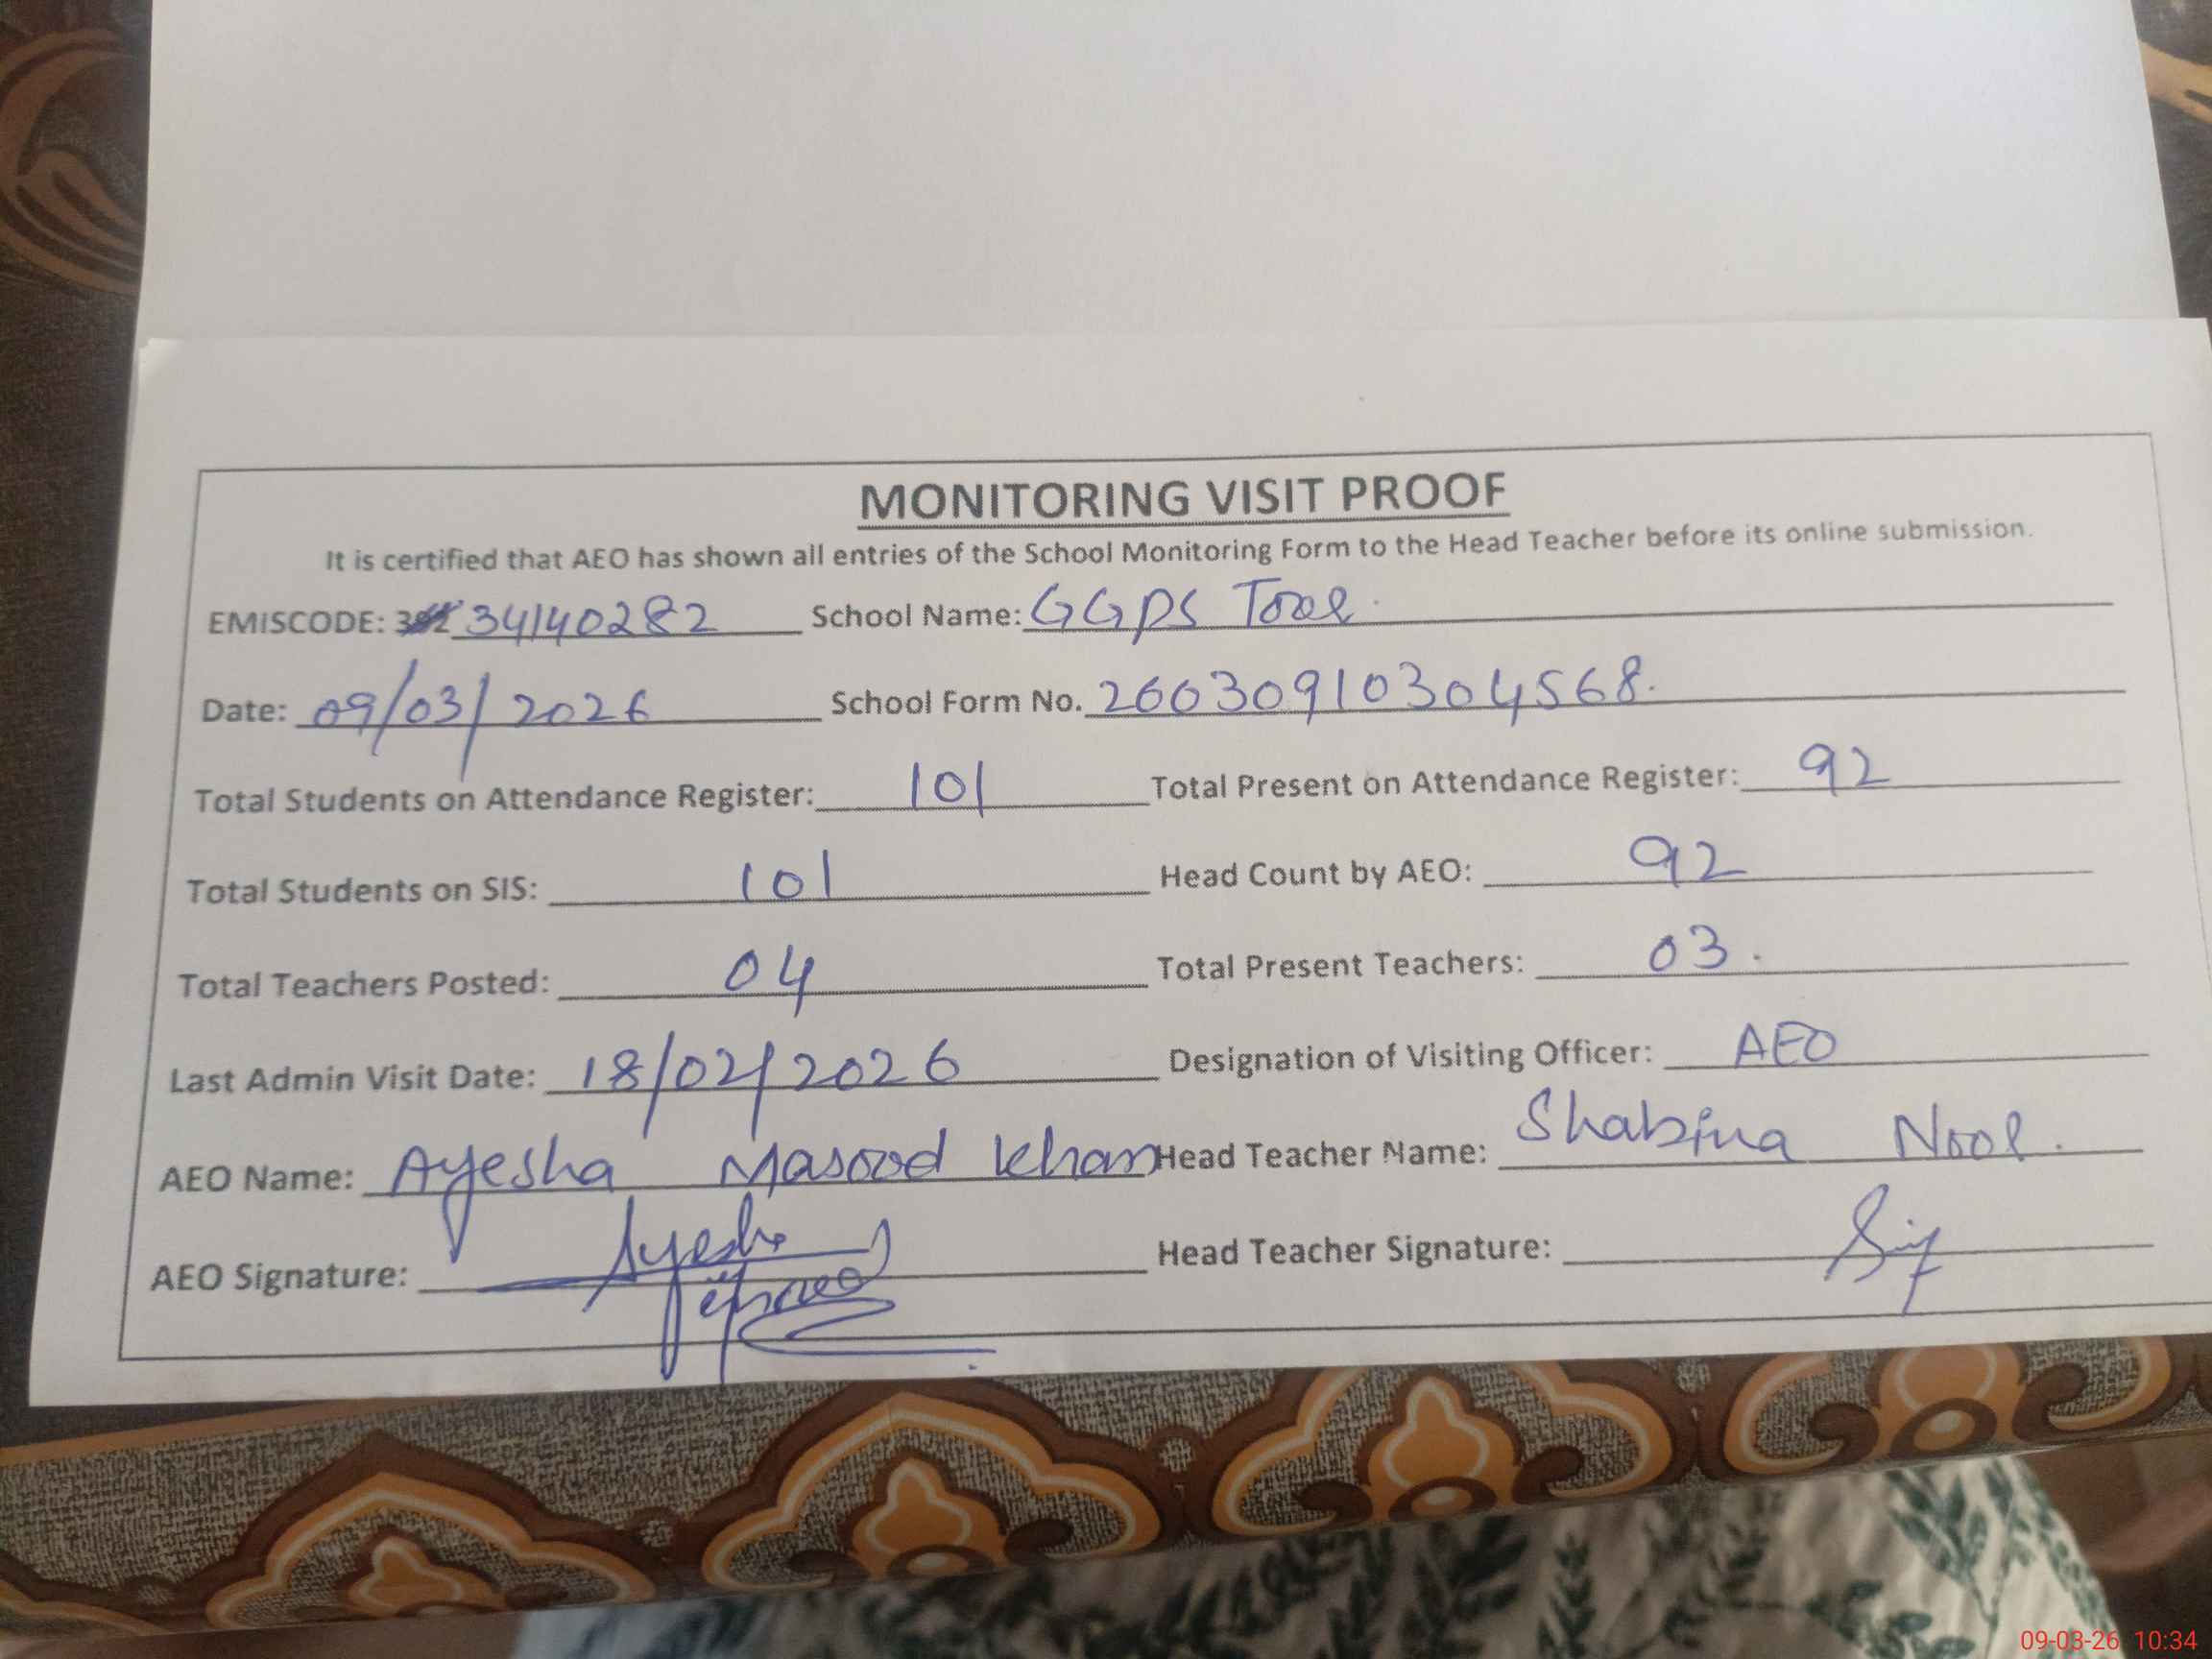 MONITORING VISIT PROOF
It is certified that AEO has shown all entries of the School Monitoring Form to the Head Teacher before its online submission.
EMISCODE: 34140282 School Name: GGPS Toor
Date: 09/03/2026 School Form No. 26030910304568.
Total Students on Attendance Register: 101 Total Present on Attendance Register: 92
Total Students on SIS: 101 Head Count by AEO: 92
Total Teachers Posted: 04 Total Present Teachers: 03.
Last Admin Visit Date: 18/02/2026 Designation of Visiting Officer: AEO
AEO Name: Ayesha Masood Khan Head Teacher Name: Shabina Noor.
AEO Signature: Ayesha Head Teacher Signature:
09-03-26 10:34